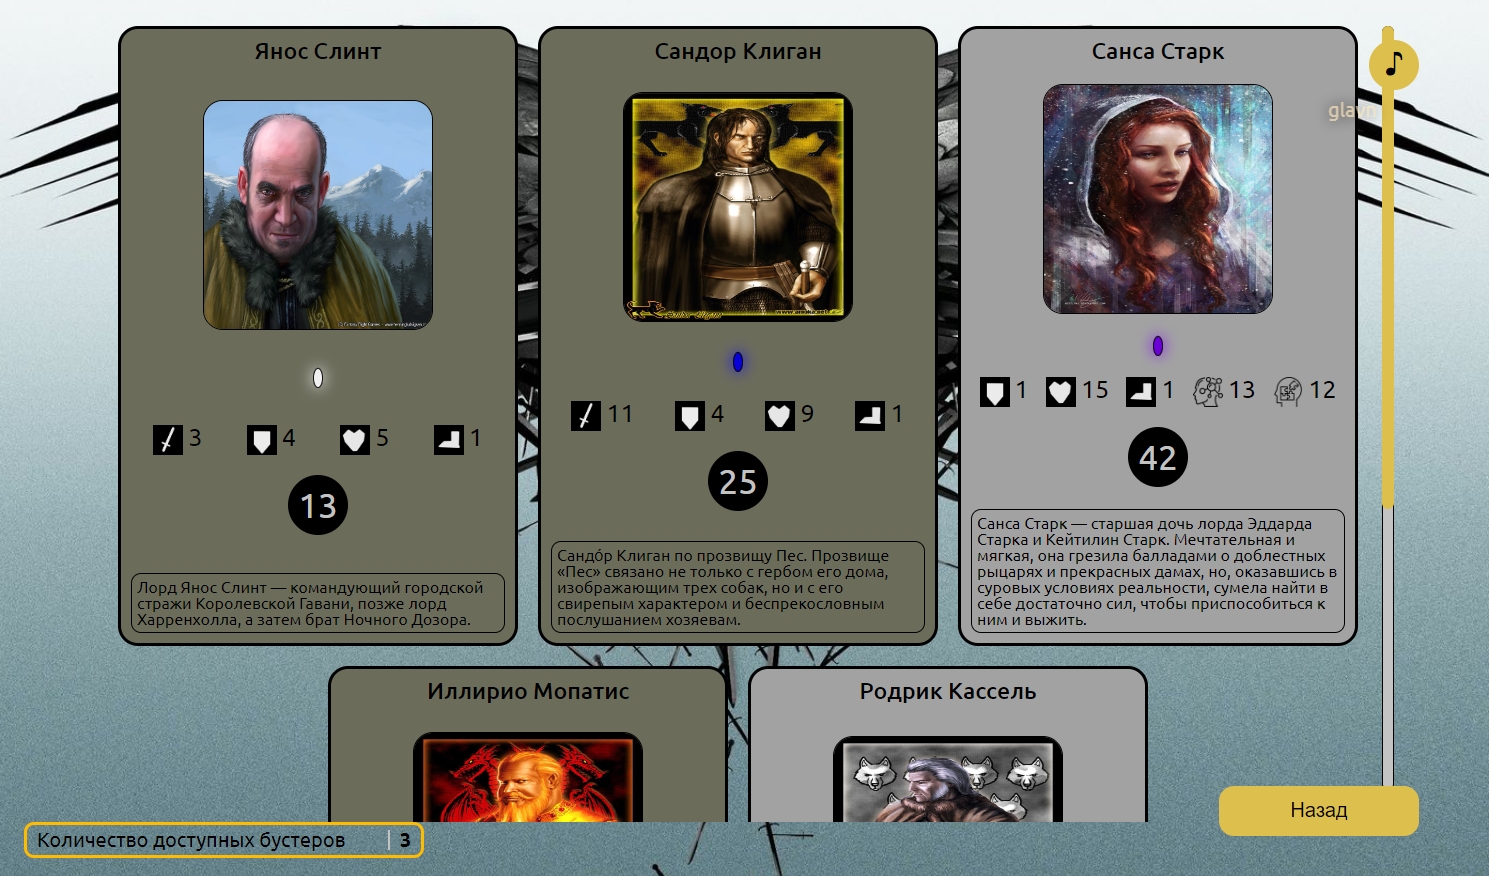 Янос Слинт
3 4 5 1
13
Лорд Янос Слинт — командующий городской
стражи Королевской Гавани, позже лорд
Харренхолла, а затем брат Ночного Дозора.
Сандор Клиган
11 4 9 1
25
Сандо́р Клиган по прозвищу Пес. Прозвище
«Пес» связано не только с гербом его дома,
изображающим трех собак, но и с его
свирепым характером и беспрекословным
послушанием хозяевам.
Санса Старк
1 15 1 13 12
42
Санса Старк — старшая дочь лорда Эддарда
Старка и Кейтилин Старк. Мечтательная и
мягкая, она грезила балладами о доблестных
рыцарях и прекрасных дамах, но, оказавшись в
суровых условиях реальности, сумела найти в
себе достаточно сил, чтобы приспособиться к
ним и выжить.
Иллирио Мопатис
Родрик Кассель
Количество доступных бустеров 3
Назад